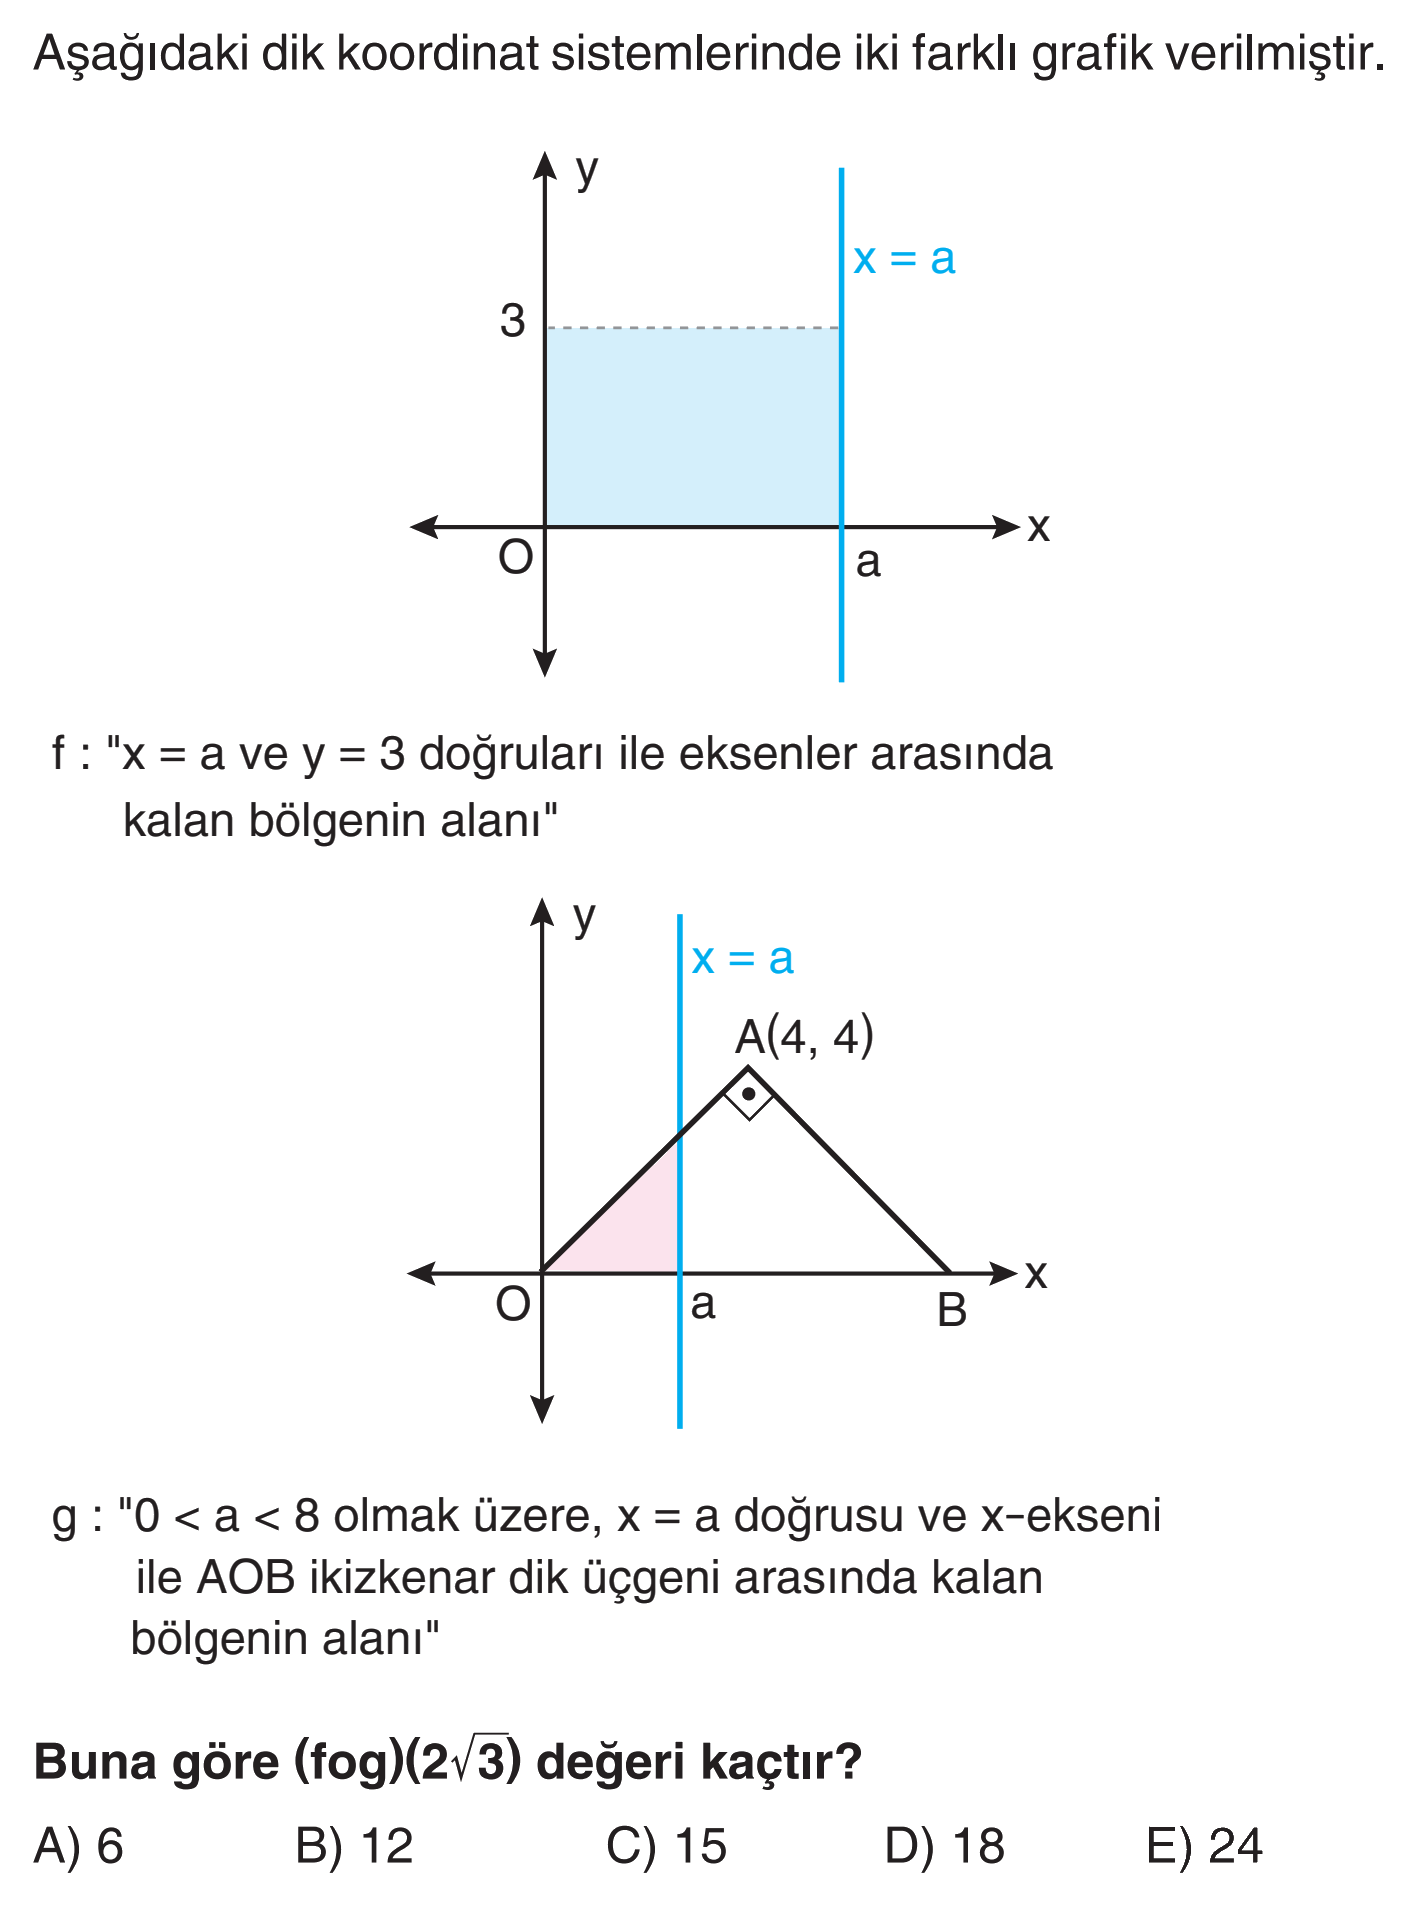 Aşağıdaki dik koordinat sistemlerinde iki farklı grafik verilmiştir.
y
x = a
3
x
O
a
f : "x = a ve y = 3 doğruları ile eksenler arasında
kalan bölgenin alanı"
y
x = a
A(4, 4)
x
O
a
B
g : "0 < a < 8 olmak üzere, x = a doğrusu ve x-ekseni
ile AOB ikizkenar dik üçgeni arasında kalan
bölgenin alanı"
Buna göre (fog)(2√3) değeri kaçtır?
A) 6 B) 12 C) 15 D) 18 E) 24